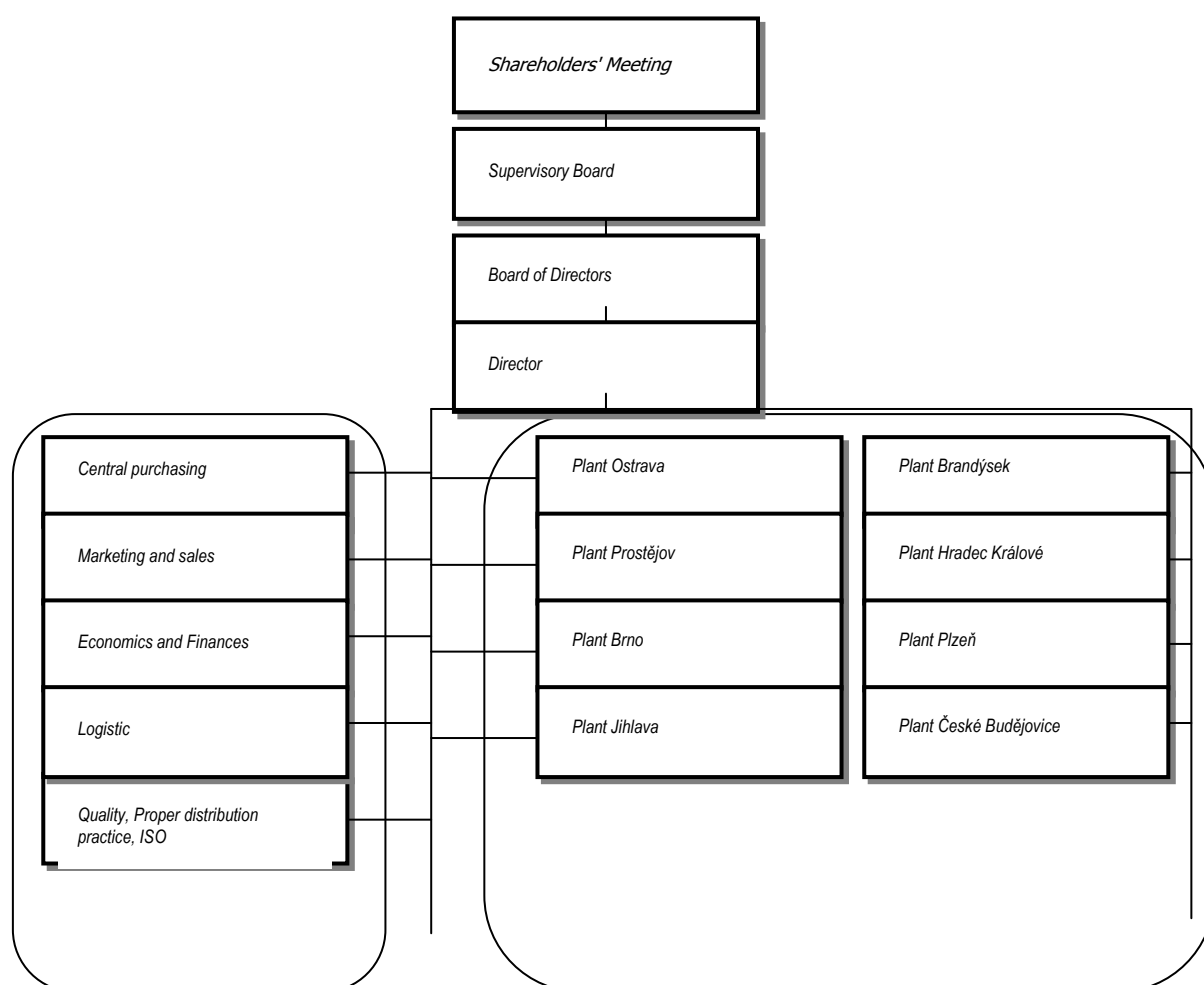 Shareholders' Meeting
Supervisory Board
Board of Directors
Director
Central purchasing
Marketing and sales
Economics and Finances
Logistic
Quality, Proper distribution
practice, ISO
Plant Ostrava
Plant Prostějov
Plant Brno
Plant Jihlava
Plant Brandýsek
Plant Hradec Králové
Plant Plzeň
Plant České Budějovice